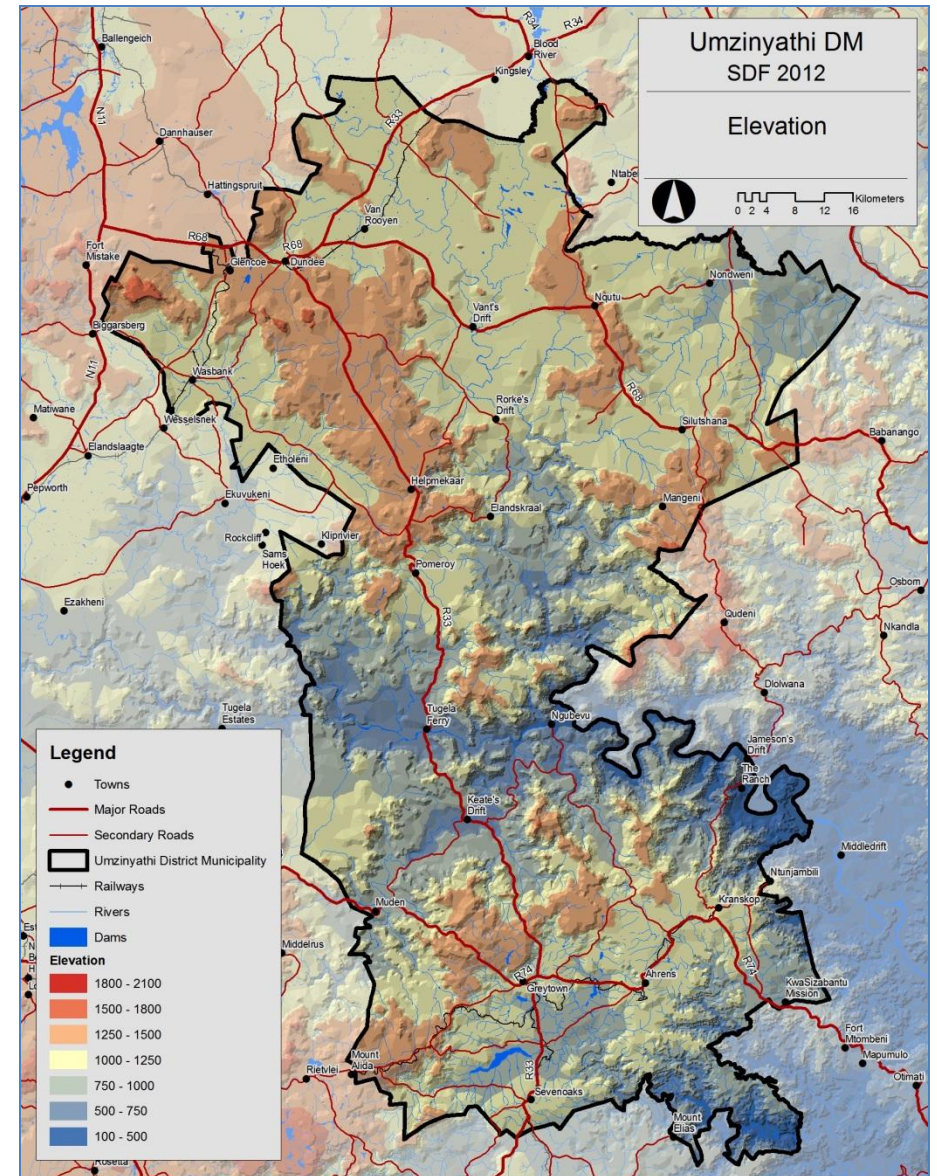 Umzinyathi DM
SDF 2012
Elevation
Kilometers
0 2 4 8 12 16
Ballengeich
R34
R34
Blood
River
Kingsley
N11
R33
Dannhauser
Hattingspruit
Ntabe
Van
Rooyen
R68
R68
Fort
Mistake
Glencoe
Dundee
Nondweni
Vant's
Drift
Nqutu
Biggarsberg
N11
Wasbank
R68
Matiwane
Wesselsnek
Rorke's
Drift
Silutshana
Babanango
Elandslaagte
Etholeni
Pepworth
Ekuvukeni
Helpmekaar
Mangeni
Elandskraal
Rockcliff
Sams
Hoek
Kliprivier
Pomeroy
Osborn
Ezakheni
R33
Qudeni
Nkandla
Dlolwana
Tugela
Estates
Tugela
Ferry
Ngubevu
Jameson's
Drift
The
Ranch
Keate's
Drift
Middledrift
Ntunjambili
Muden
Kranskop
Middelrus
R74
Greytown
Ahrens
R74
KwaSizabantu
Mission
Fort
Mtombeni
Mapumulo
Otimati
Mount
Alida
Rietvlei
R33
Sevenoaks
Mount
Elias
Rosetta
Legend
Towns
Major Roads
Secondary Roads
Umzinyathi District Municipality
Railways
Rivers
Dams
Elevation
1800 - 2100
1500 - 1800
1250 - 1500
1000 - 1250
750 - 1000
500 - 750
100 - 500